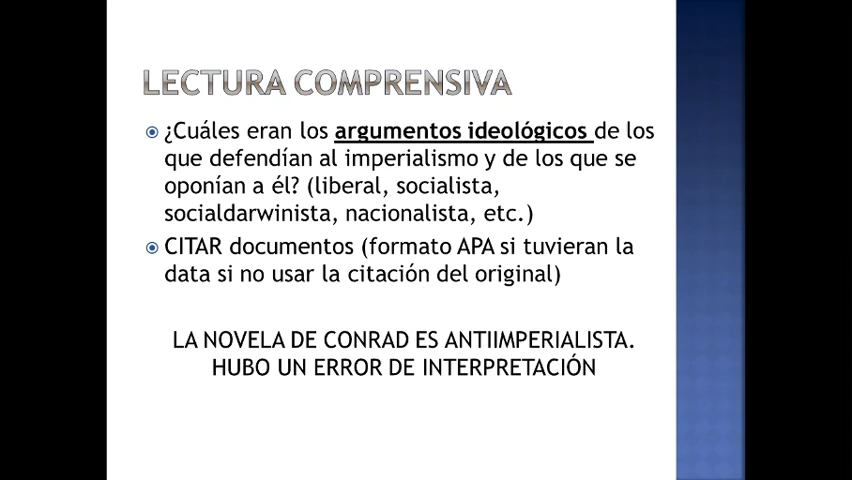 LECTURA COMPRENSIVA
¿Cuáles eran los argumentos ideológicos de los
que defendían al imperialismo y de los que se
oponían a él? (liberal, socialista,
socialdarwinista, nacionalista, etc.)
CITAR documentos (formato APA si tuvieran la
data si no usar la citación del original)
LA NOVELA DE CONRAD ES ANTIIMPERIALISTA.
HUBO UN ERROR DE INTERPRETACIÓN